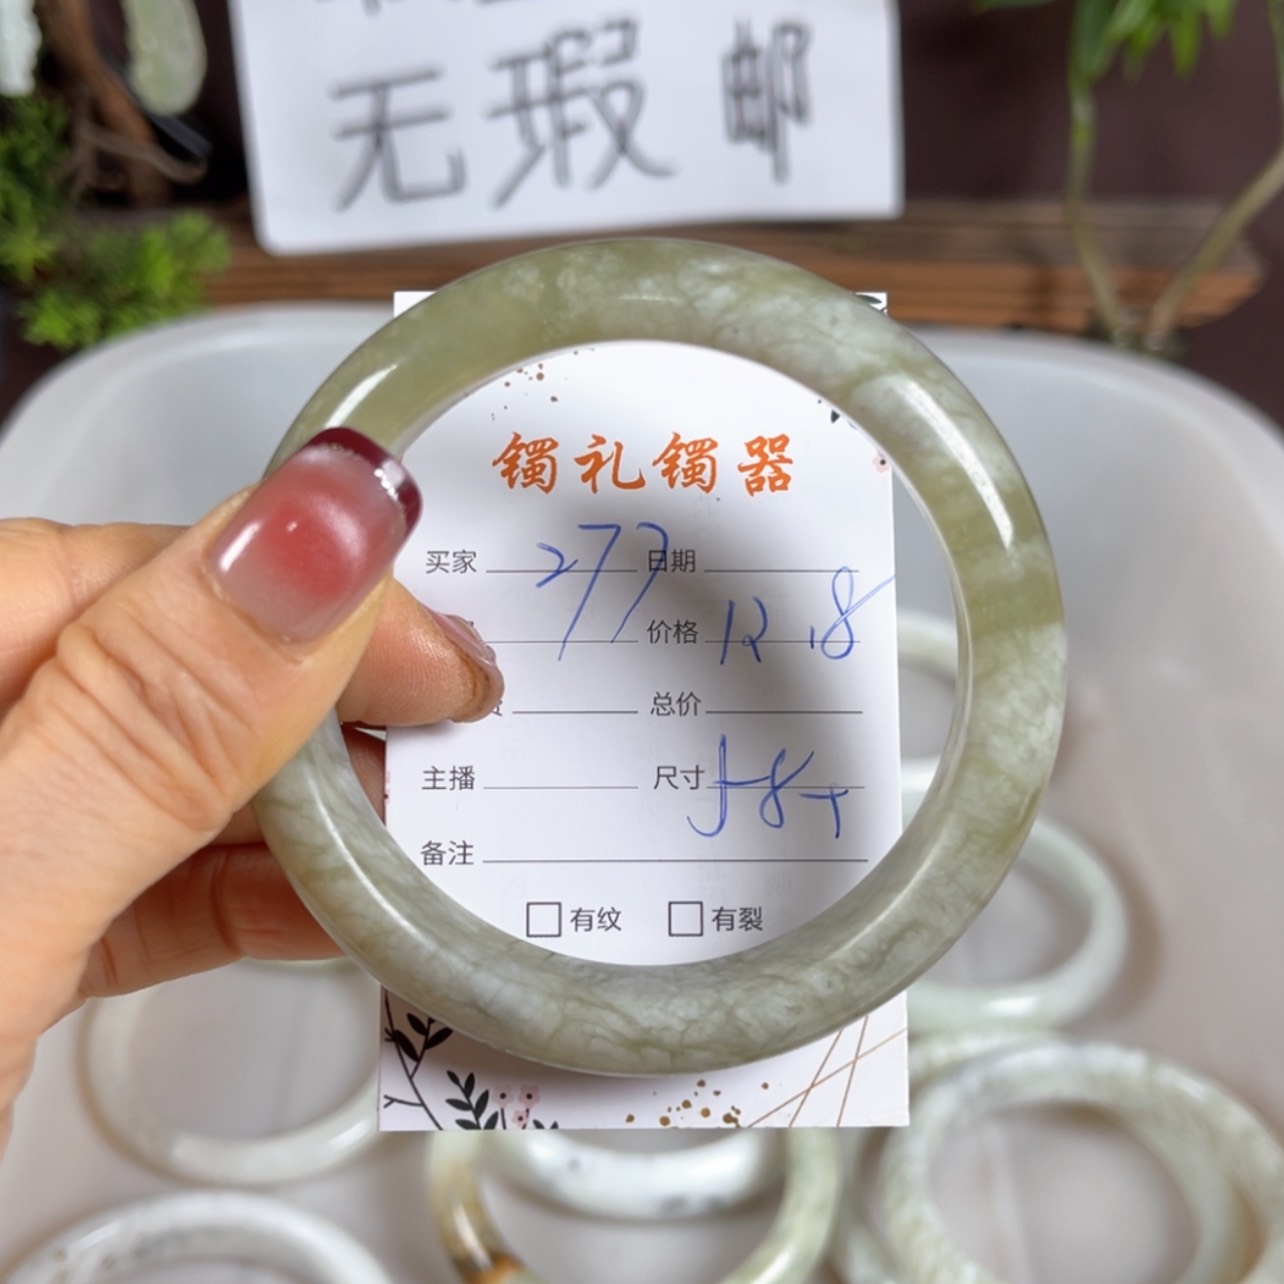 无瑕 邮
镯礼镯器
买家 277 日期
价格 12.18
总价
主播 尺寸 58+
备注
□ 有纹 □ 有裂